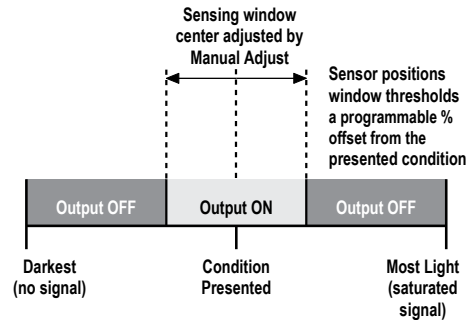 Sensing window
center adjusted by
Manual Adjust
Sensor positions
window thresholds
a programmable %
offset from the
presented condition
Output OFF
Output ON
Output OFF
Darkest
(no signal)
Condition
Presented
Most Light
(saturated
signal)